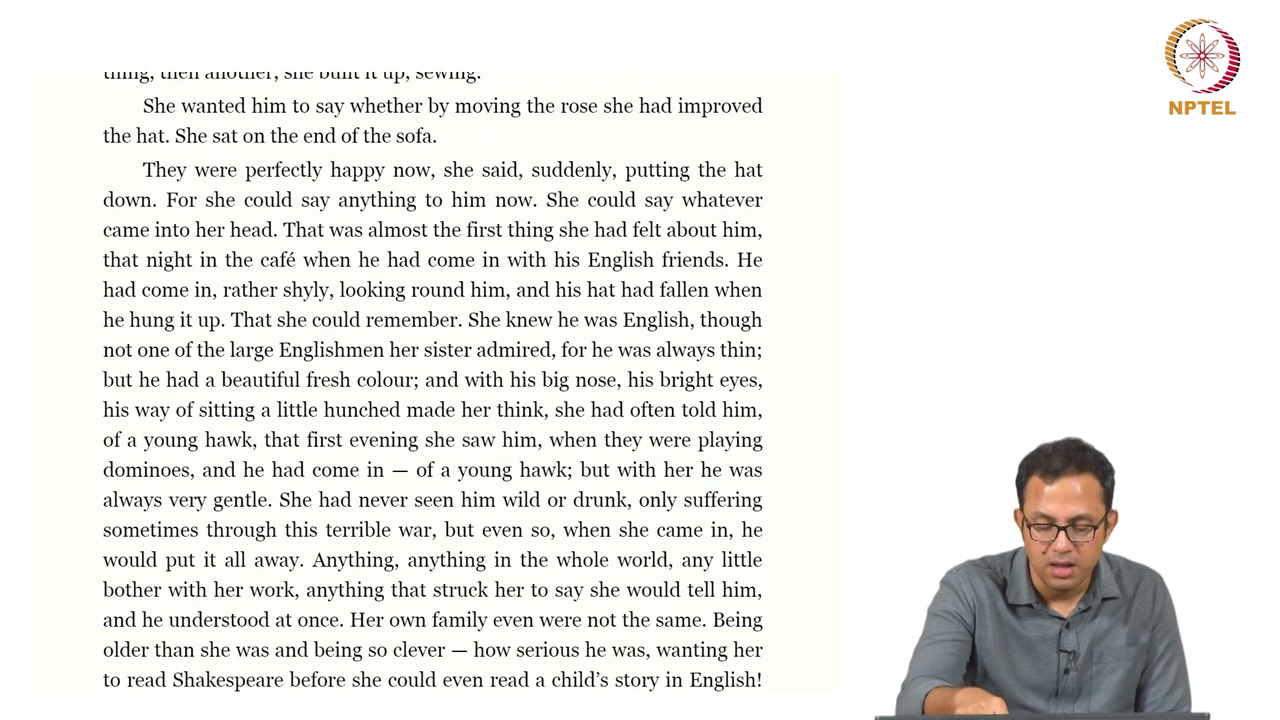 thing, then another, she built it up, sewing.
She wanted him to say whether by moving the rose she had improved
the hat. She sat on the end of the sofa.
They were perfectly happy now, she said, suddenly, putting the hat
down. For she could say anything to him now. She could say whatever
came into her head. That was almost the first thing she had felt about him,
that night in the café when he had come in with his English friends. He
had come in, rather shyly, looking round him, and his hat had fallen when
he hung it up. That she could remember. She knew he was English, though
not one of the large Englishmen her sister admired, for he was always thin;
but he had a beautiful fresh colour; and with his big nose, his bright eyes,
his way of sitting a little hunched made her think, she had often told him,
of a young hawk, that first evening she saw him, when they were playing
dominoes, and he had come in — of a young hawk; but with her he was
always very gentle. She had never seen him wild or drunk, only suffering
sometimes through this terrible war, but even so, when she came in, he
would put it all away. Anything, anything in the whole world, any little
bother with her work, anything that struck her to say she would tell him,
and he understood at once. Her own family even were not the same. Being
older than she was and being so clever — how serious he was, wanting her
to read Shakespeare before she could even read a child's story in English!
NPTEL